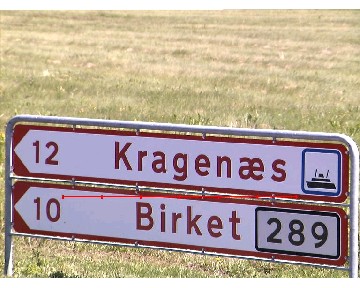 12 Kragenæs
10 Birket 289